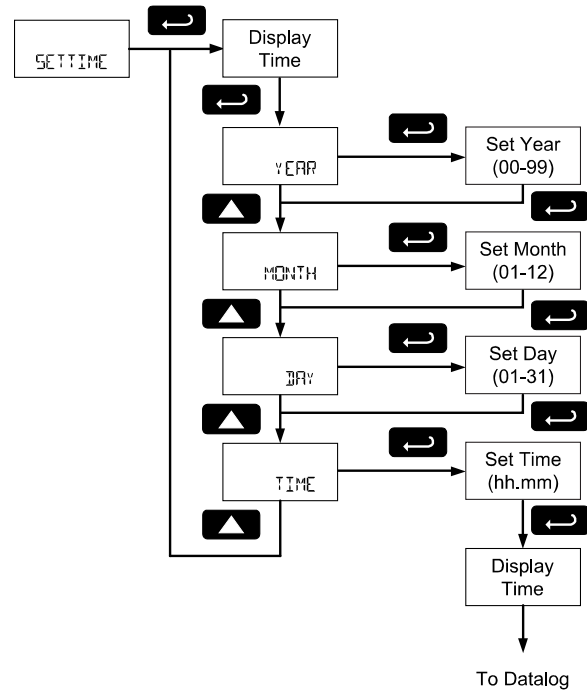 SETTIME
Display
Time
YEAR
Set Year
(00-99)
MONTH
Set Month
(01-12)
DAY
Set Day
(01-31)
TIME
Set Time
(hh.mm)
Display
Time
To Datalog